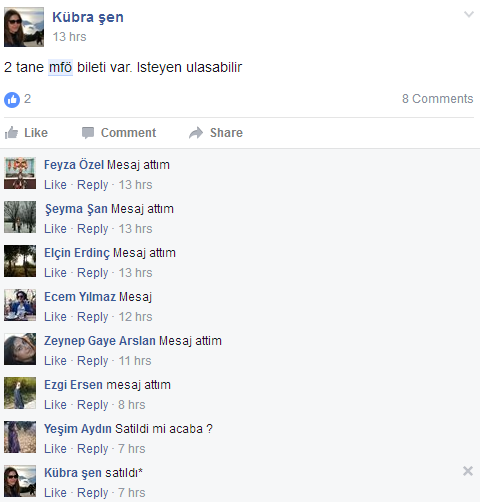 Kübra şen
13 hrs
2 tane mfö bileti var. Isteyen ulasabilir
2 8 Comments
Like Comment Share
Feyza Özel Mesaj attım
Like · Reply · 13 hrs
Şeyma Şan Mesaj attım
Like · Reply · 13 hrs
Elçin Erdinç Mesaj attım
Like · Reply · 13 hrs
Ecem Yılmaz Mesaj
Like · Reply · 12 hrs
Zeynep Gaye Arslan Mesaj attim
Like · Reply · 11 hrs
Ezgi Ersen mesaj attım
Like · Reply · 8 hrs
Yeşim Aydın Satildi mi acaba ?
Like · Reply · 7 hrs
Kübra şen satıldı*
Like · Reply · 7 hrs